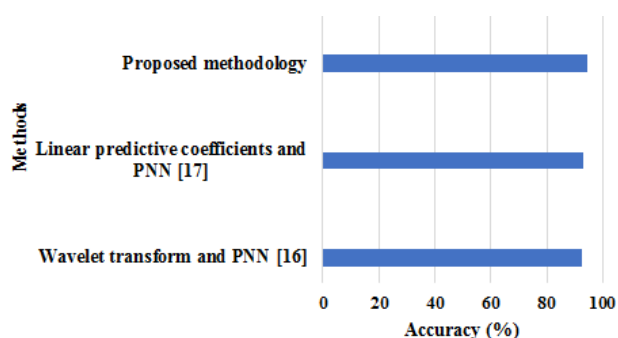 Methods
Proposed methodology
Linear predictive coefficients and
PNN [17]
Wavelet transform and PNN [16]
0 20 40 60 80 100
Accuracy (%)